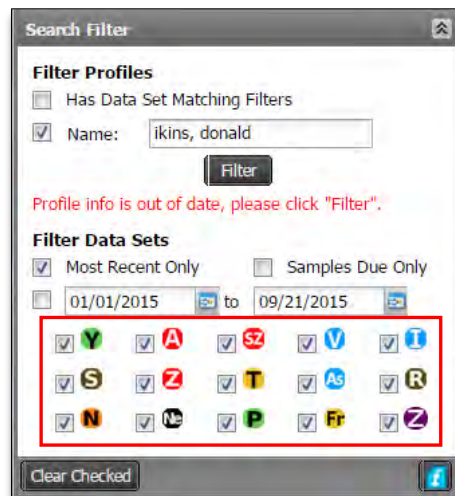 Search Filter
Filter Profiles
Has Data Set Matching Filters
Name: ikins, donald
Filter
Profile info is out of date, please click "Filter".
Filter Data Sets
Most Recent Only Samples Due Only
01/01/2015 to 09/21/2015
Y A SZ V I
S Z T As R
N Ne P Fr Z
Clear Checked i